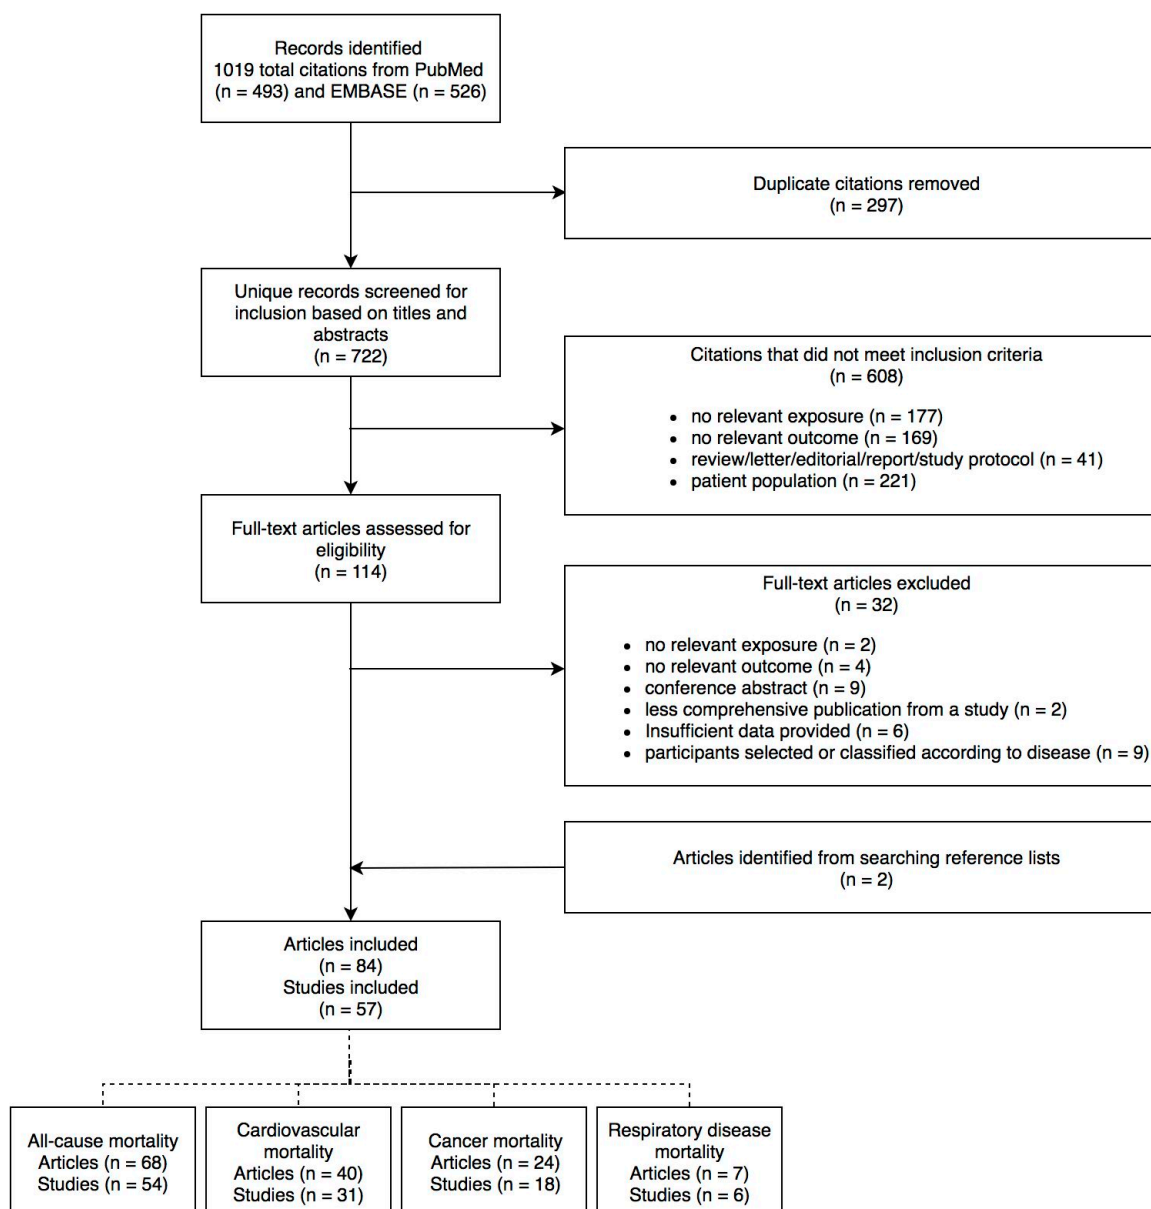 Records identified
1019 total citations from PubMed
(n = 493) and EMBASE (n = 526)
Duplicate citations removed
(n = 297)
Unique records screened for
inclusion based on titles and
abstracts
(n = 722)
Citations that did not meet inclusion criteria
(n = 608)
• no relevant exposure (n = 177)
• no relevant outcome (n = 169)
• review/letter/editorial/report/study protocol (n = 41)
• patient population (n = 221)
Full-text articles assessed for
eligibility
(n = 114)
Full-text articles excluded
(n = 32)
• no relevant exposure (n = 2)
• no relevant outcome (n = 4)
• conference abstract (n = 9)
• less comprehensive publication from a study (n = 2)
• Insufficient data provided (n = 6)
• participants selected or classified according to disease (n = 9)
Articles identified from searching reference lists
(n = 2)
Articles included
(n = 84)
Studies included
(n = 57)
All-cause mortality
Articles (n = 68)
Studies (n = 54)
Cardiovascular
mortality
Articles (n = 40)
Studies (n = 31)
Cancer mortality
Articles (n = 24)
Studies (n = 18)
Respiratory disease
mortality
Articles (n = 7)
Studies (n = 6)